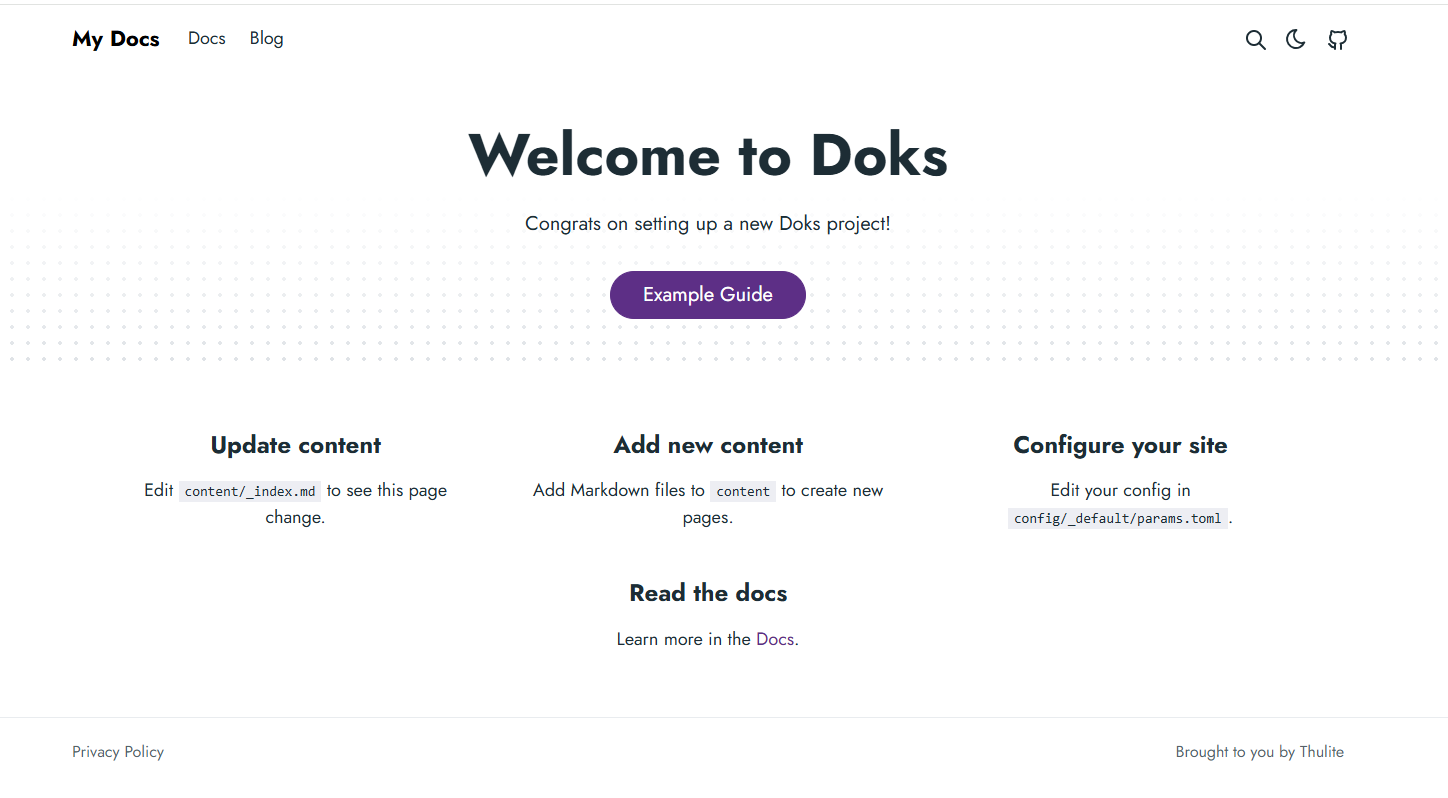 My Docs Docs Blog
Welcome to Doks
Congrats on setting up a new Doks project!
Example Guide
Update content
Edit content/_index.md to see this page
change.
Add new content
Add Markdown files to content to create new
pages.
Configure your site
Edit your config in
config/_default/params.toml .
Read the docs
Learn more in the Docs.
Privacy Policy
Brought to you by Thulite